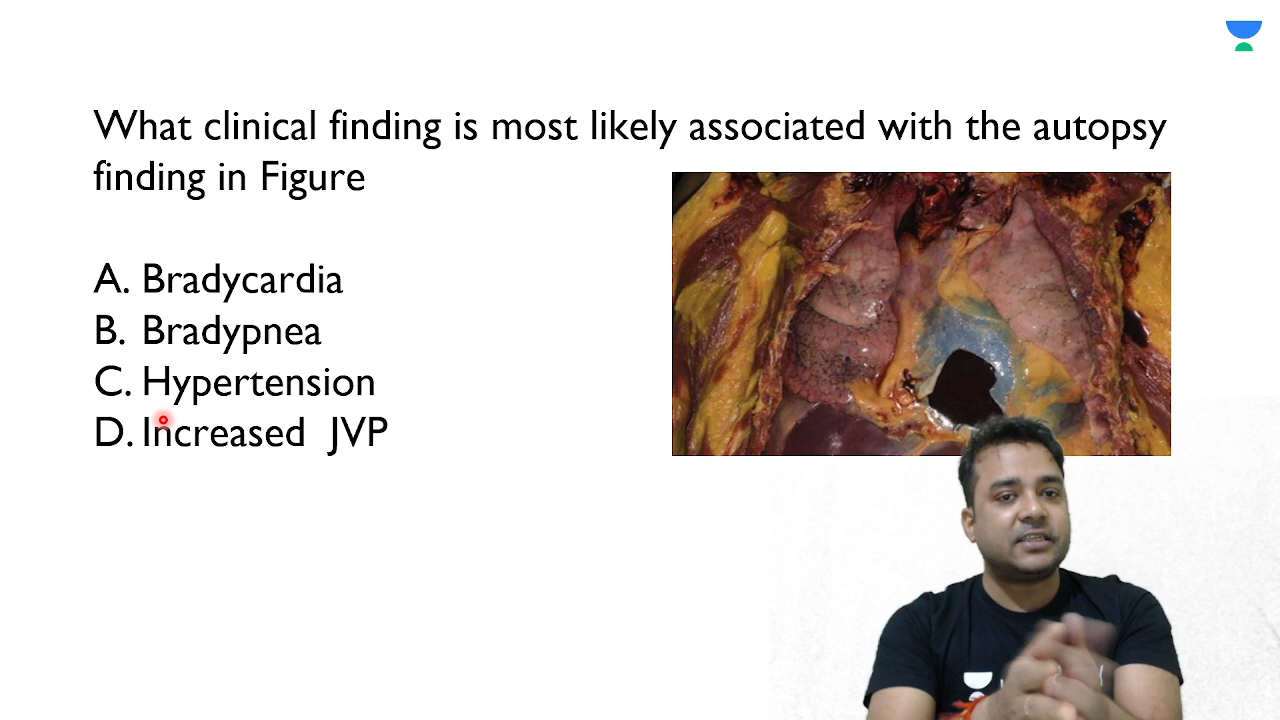 What clinical finding is most likely associated with the autopsy
finding in Figure
A. Bradycardia
B. Bradypnea
C. Hypertension
D. Increased JVP